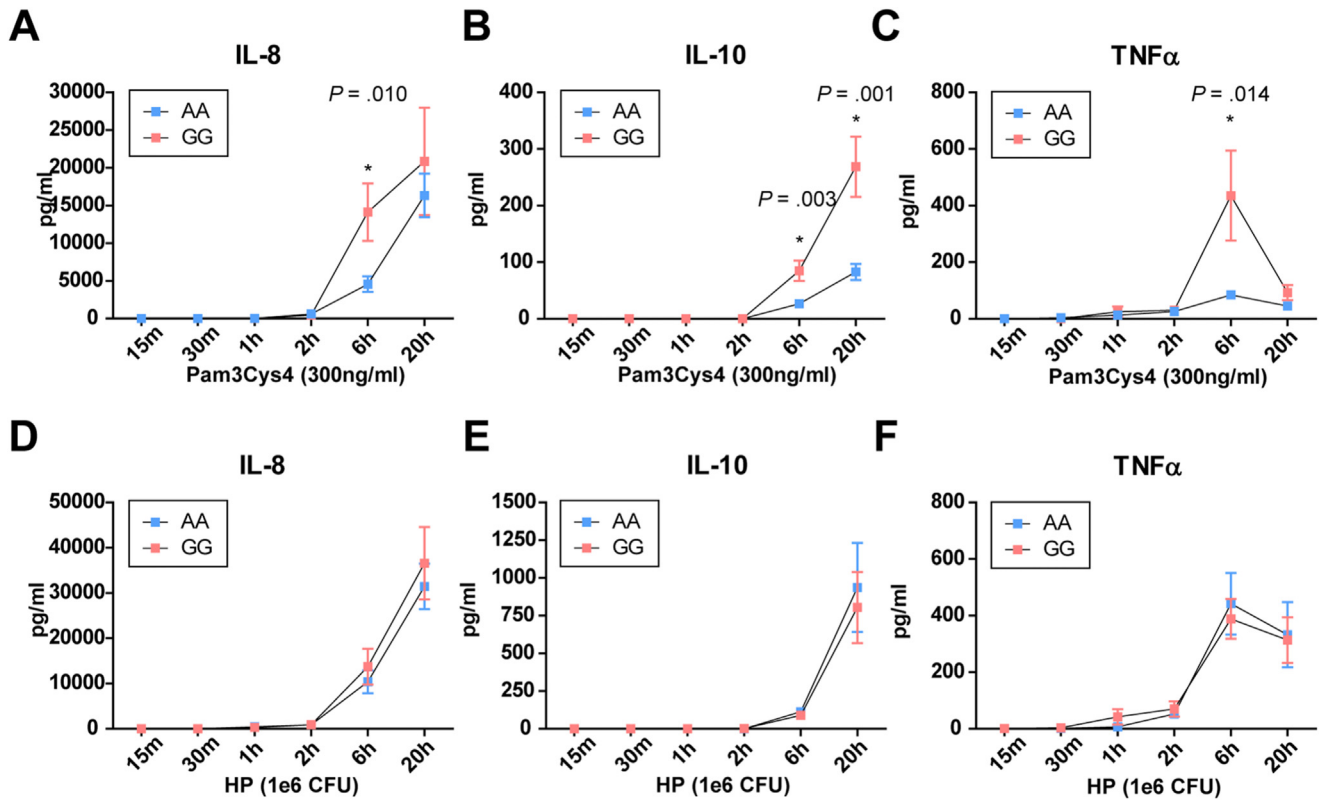 A
IL-8
30000
25000
20000
15000
10000
5000
0
pg/ml
AA
GG
P = .010
*
15m
30m
1h
2h
6h
20h
Pam3Cys4 (300ng/ml)
B
IL-10
400
300
200
100
0
pg/ml
AA
GG
P = .003
*
P = .001
*
15m
30m
1h
2h
6h
20h
Pam3Cys4 (300ng/ml)
C
TNFα
800
600
400
200
0
pg/ml
AA
GG
P = .014
*
15m
30m
1h
2h
6h
20h
Pam3Cys4 (300ng/ml)
D
IL-8
50000
40000
30000
20000
10000
0
pg/ml
AA
GG
15m
30m
1h
2h
6h
20h
HP (1e6 CFU)
E
IL-10
1500
1250
1000
750
500
250
0
pg/ml
AA
GG
15m
30m
1h
2h
6h
20h
HP (1e6 CFU)
F
TNFα
800
600
400
200
0
pg/ml
AA
GG
15m
30m
1h
2h
6h
20h
HP (1e6 CFU)